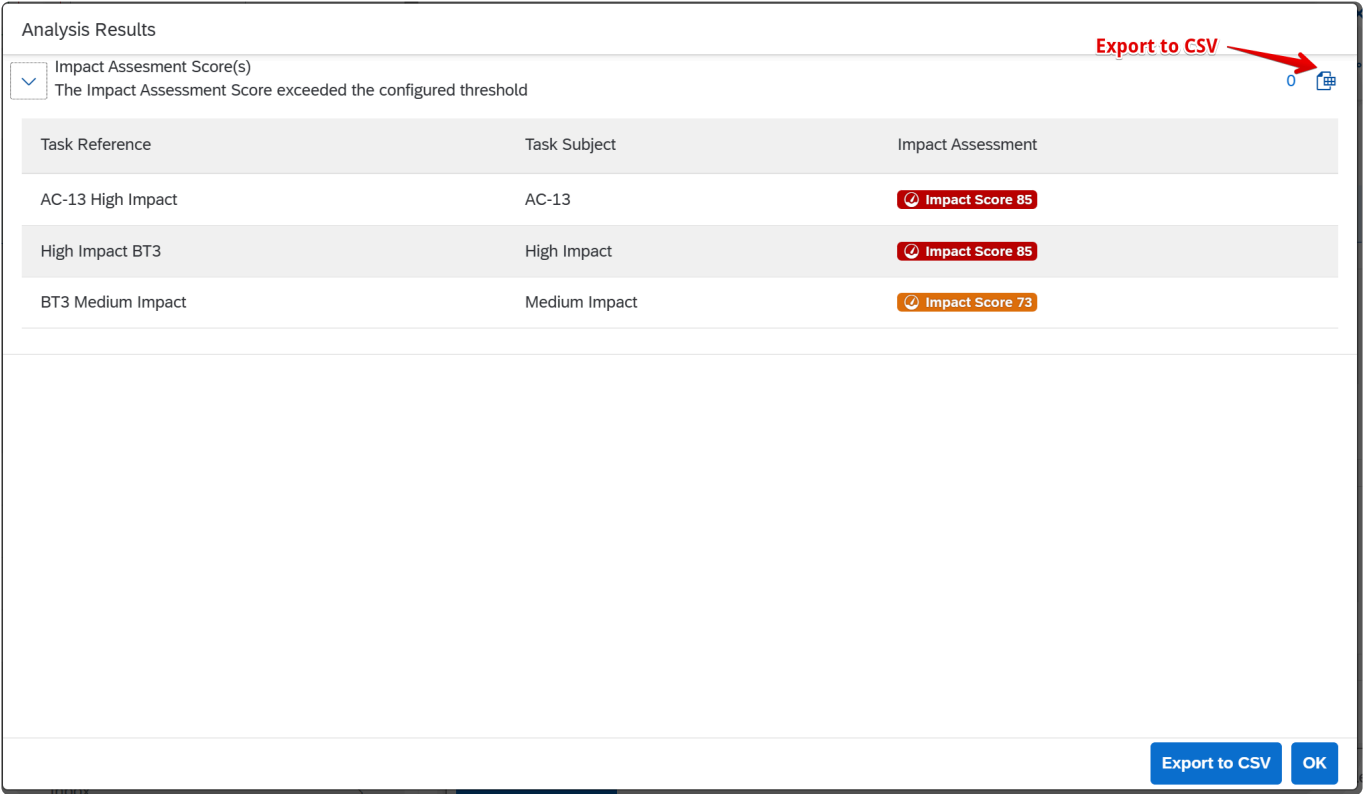 Analysis Results
Export to CSV
Impact Assesment Score(s)
The Impact Assessment Score exceeded the configured threshold
0
Task Reference Task Subject Impact Assessment
AC-13 High Impact AC-13 Impact Score 85
High Impact BT3 High Impact Impact Score 85
BT3 Medium Impact Medium Impact Impact Score 73
Export to CSV OK